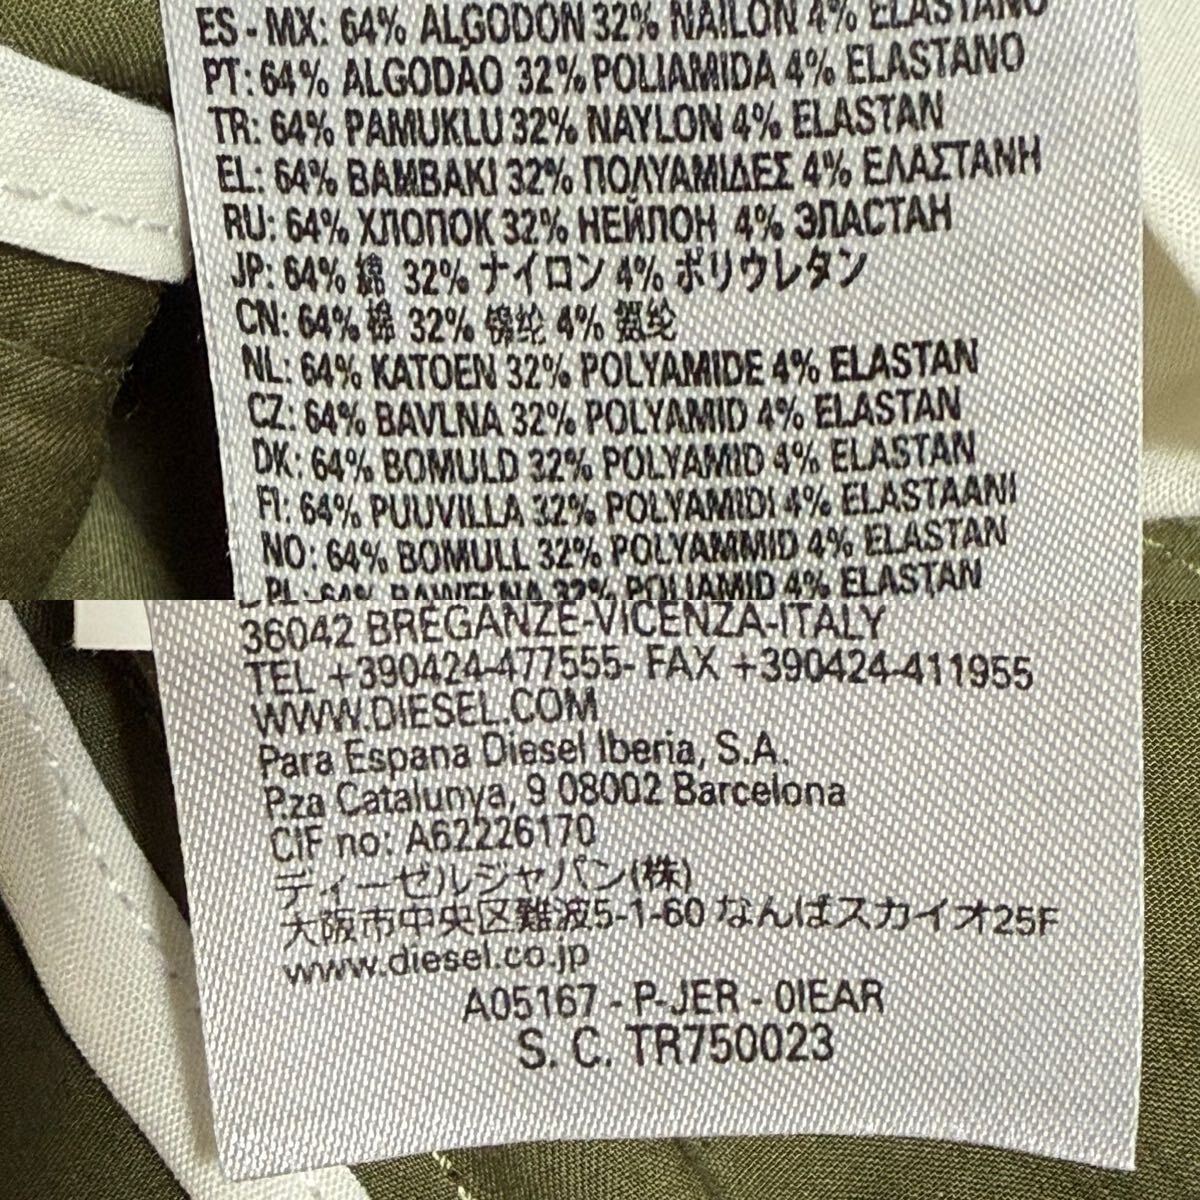 ES - MX: 64% ALGODON 32% NAILON 4% ELASTANO
PT: 64% ALGODÃO 32% POLIAMIDA 4% ELASTANO
TR: 64% PAMUKLU 32% NAYLON 4% ELASTAN
EL: 64% BAMBAKI 32% ΠΟΛΥΑΜΙΔΕΣ 4% ΕΛΑΣΤΑΝΗ
RU: 64% ХЛОПОК 32% НЕЙЛОН 4% ЭЛАСТАН
JP: 64% 綿 32% ナイロン 4% ポリウレタン
CN: 64% 棉 32% 锦纶 4% 氨纶
NL: 64% KATOEN 32% POLYAMIDE 4% ELASTAN
CZ: 64% BAVLNA 32% POLYAMID 4% ELASTAN
DK: 64% BOMULD 32% POLYAMID 4% ELASTAN
FI: 64% PUUVILLA 32% POLYAMIDI 4% ELASTAANI
NO: 64% BOMULL 32% POLYAMMID 4% ELASTAN
PL: 64% BAWEŁNA 32% POLIAMID 4% ELASTAN
36042 BREGANZE-VICENZA-ITALY
TEL +390424-477555- FAX +390424-411955
WWW.DIESEL.COM
Para Espana Diesel Iberia, S.A.
P.za Catalunya, 9 08002 Barcelona
CIF no: A62226170
ディーゼルジャパン(株)
大阪市中央区難波5-1-60 なんばスカイオ25F
www.diesel.co.jp
A05167 - P-JER - 0IEAR
S. C. TR750023